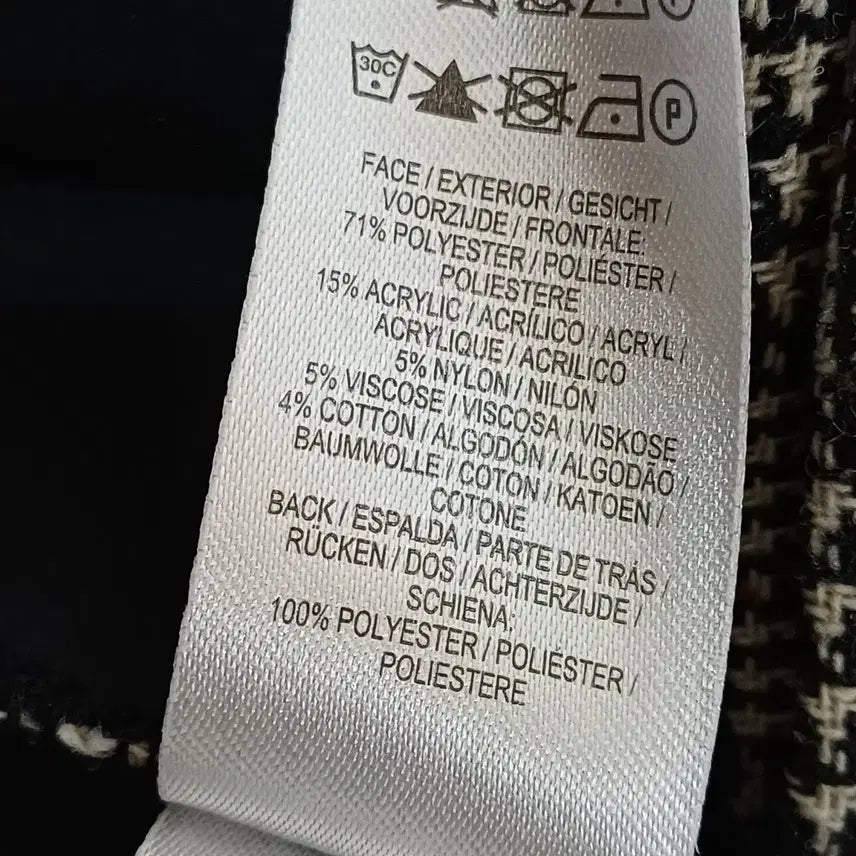 30C
P
FACE / EXTERIOR / GESICHT /
VOORZIJDE / FRONTALE:
71% POLYESTER / POLIÉSTER /
POLIESTERE
15% ACRYLIC / ACRÍLICO / ACRYL /
ACRYLIQUE / ACRILICO
5% NYLON / NILÓN
5% VISCOSE / VISCOSA / VISKOSE
4% COTTON / ALGODÓN / ALGODÃO /
BAUMWOLLE / COTON / KATOEN /
COTONE
BACK / ESPALDA / PARTE DE TRÁS /
RÜCKEN / DOS / ACHTERZIJDE /
SCHIENA:
100% POLYESTER / POLIÉSTER /
POLIESTERE